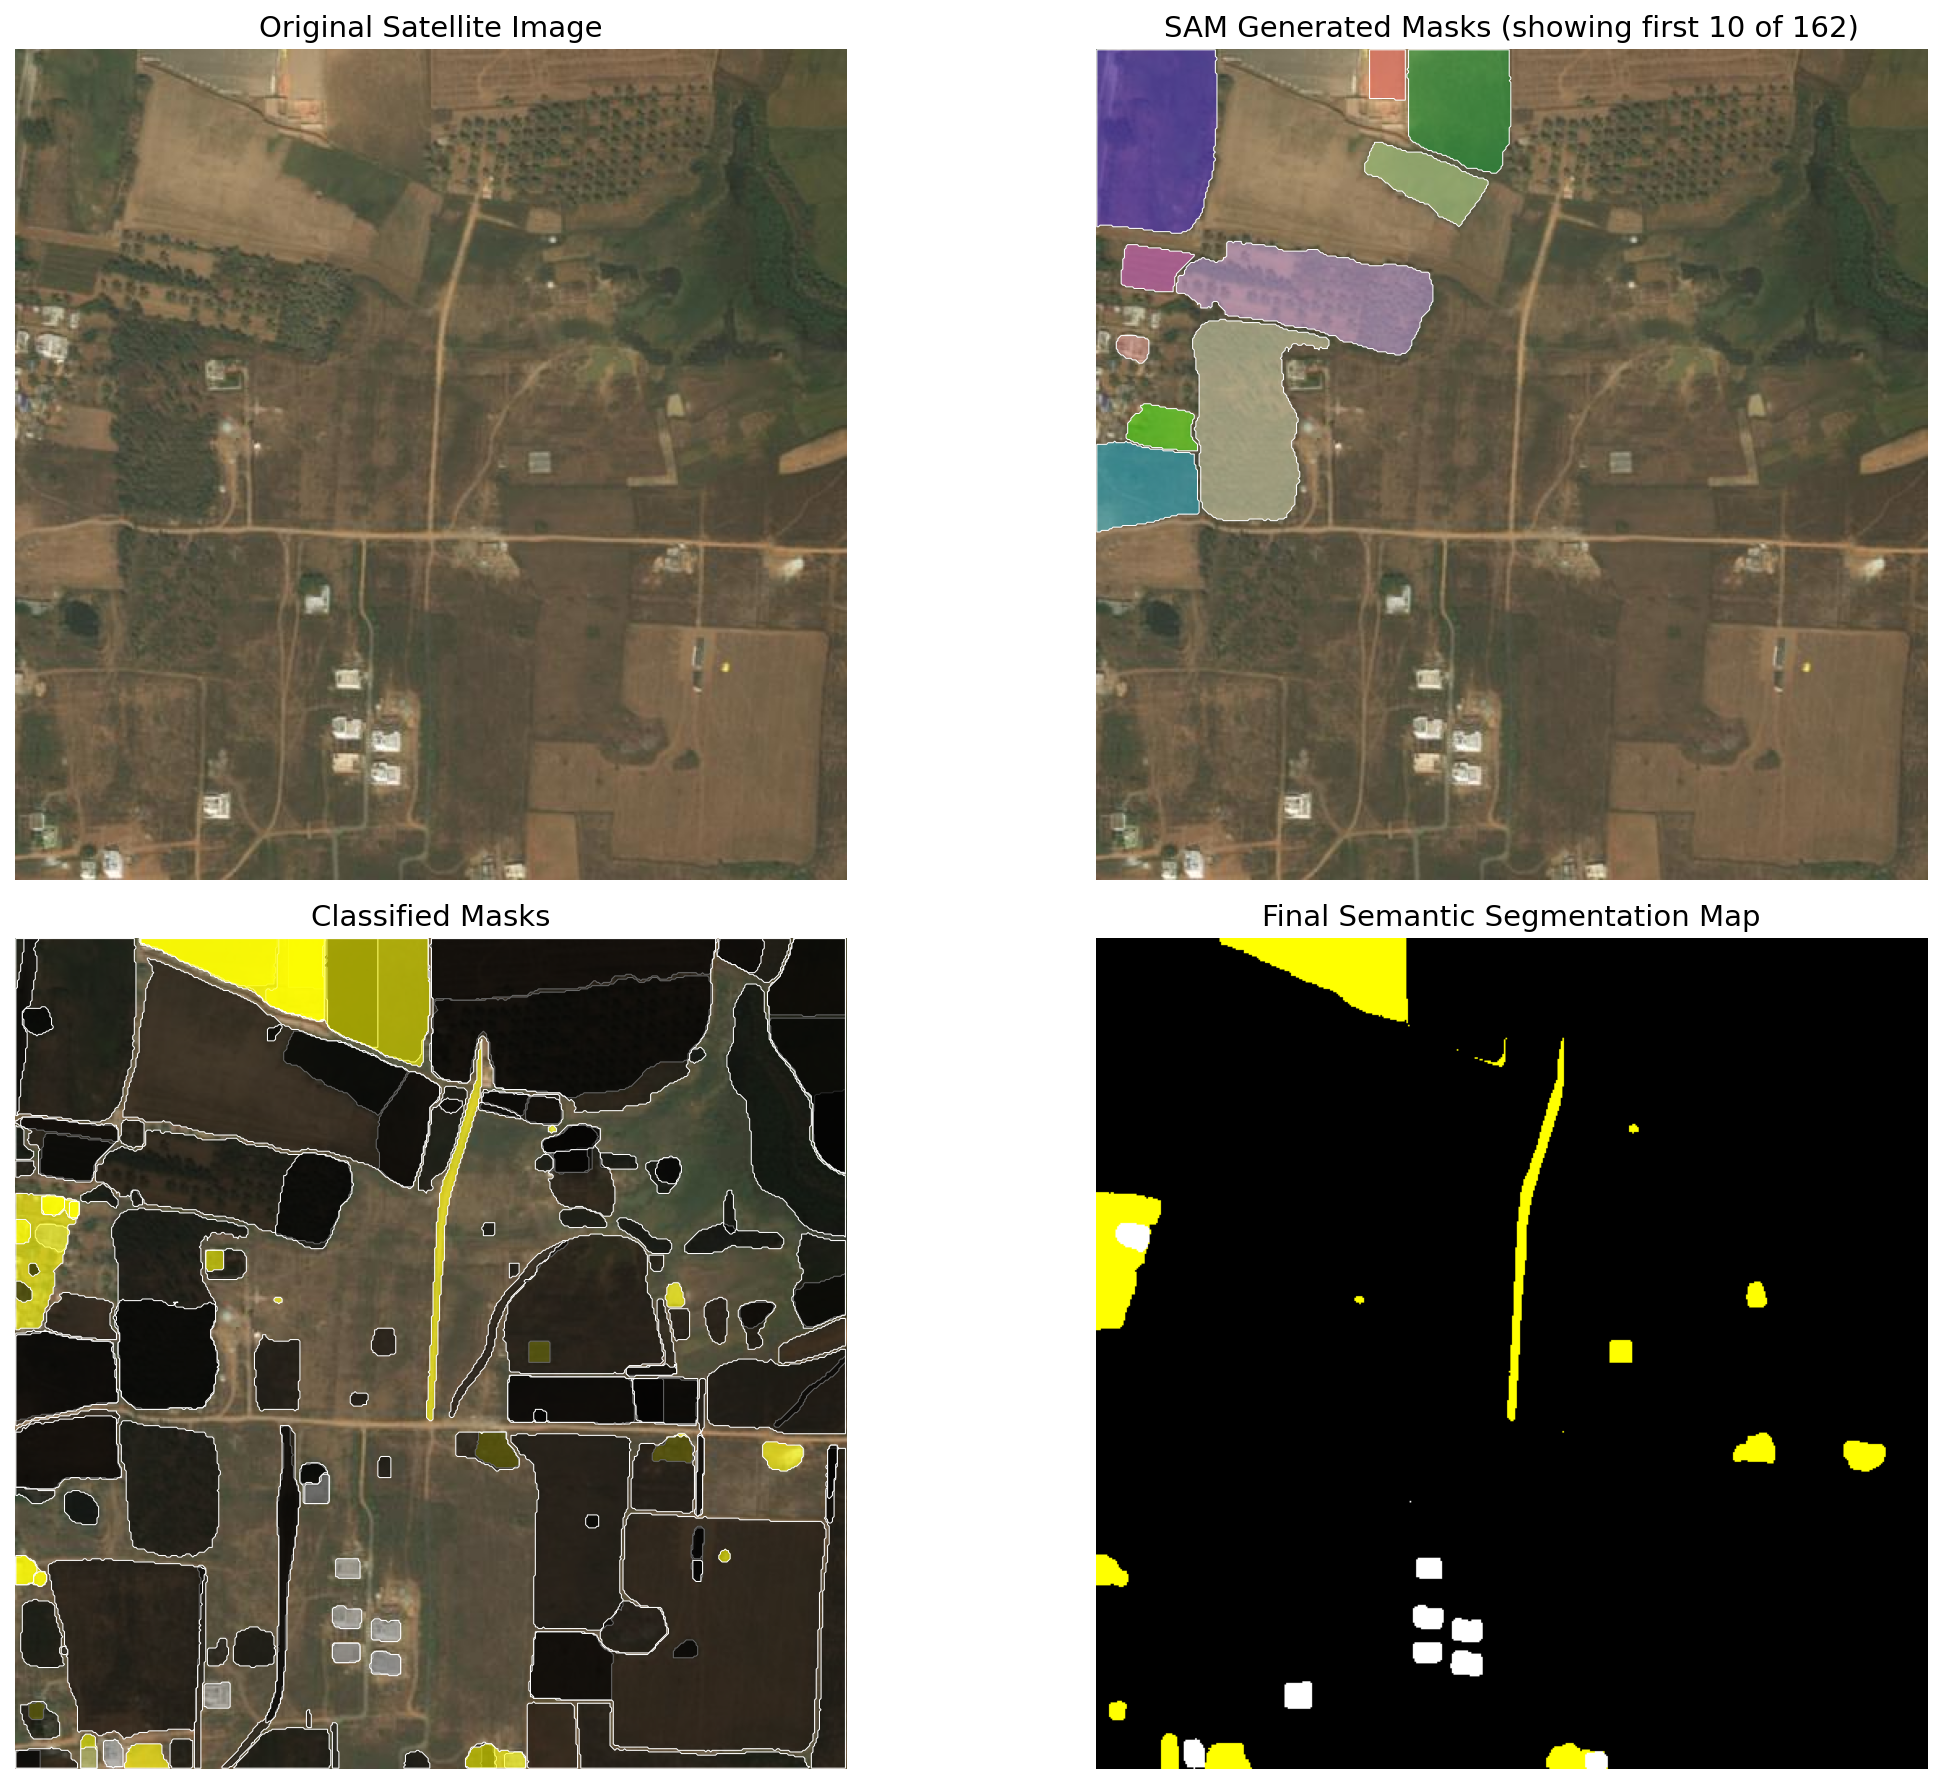 Original Satellite Image
SAM Generated Masks (showing first 10 of 162)
Classified Masks
Final Semantic Segmentation Map